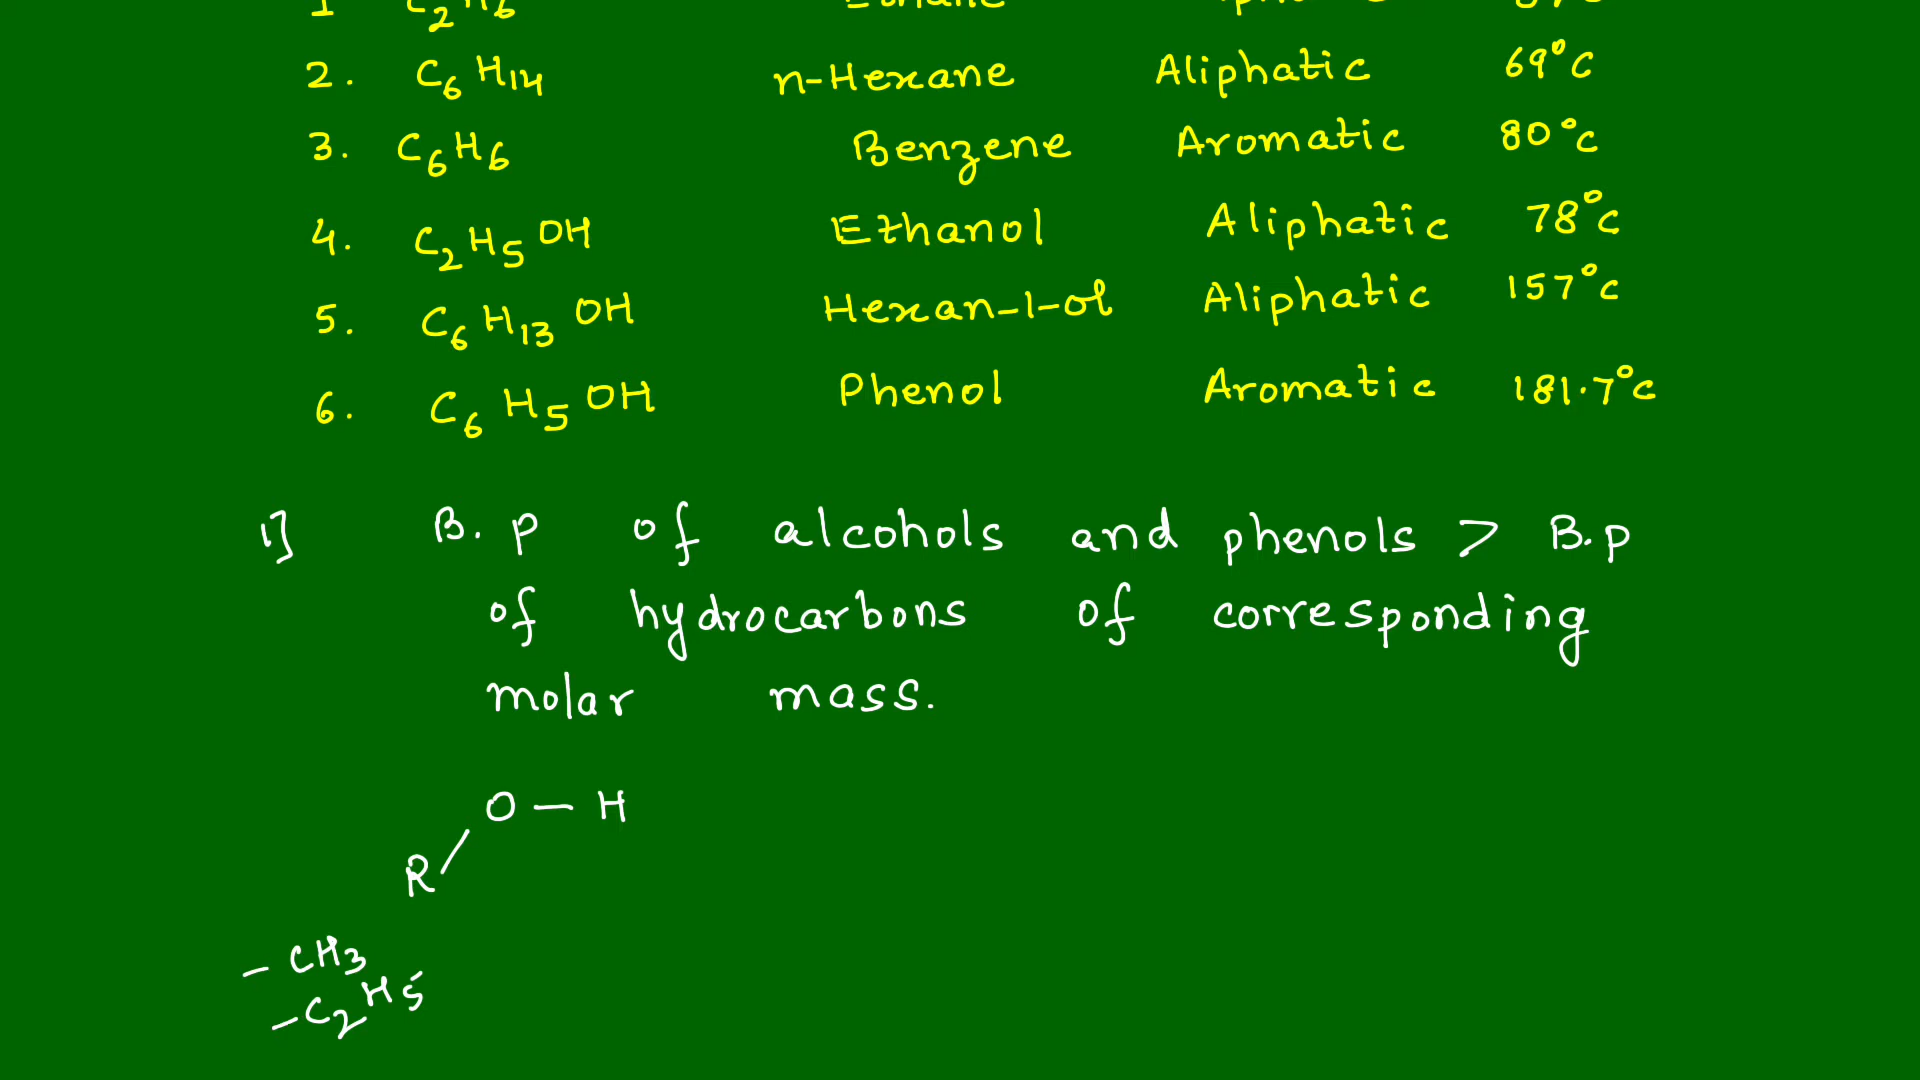 1 C2H6
2. C6H14 n-Hexane Aliphatic 69°C
3. C6H6 Benzene Aromatic 80°C
4. C2H5OH Ethanol Aliphatic 78°C
5. C6H13OH Hexan-1-ol Aliphatic 157°C
6. C6H5OH Phenol Aromatic 181.7°C
1] B.p of alcohols and phenols > B.p
of hydrocarbons of corresponding
molar mass.
O — H
R
- CH3
- C2H5